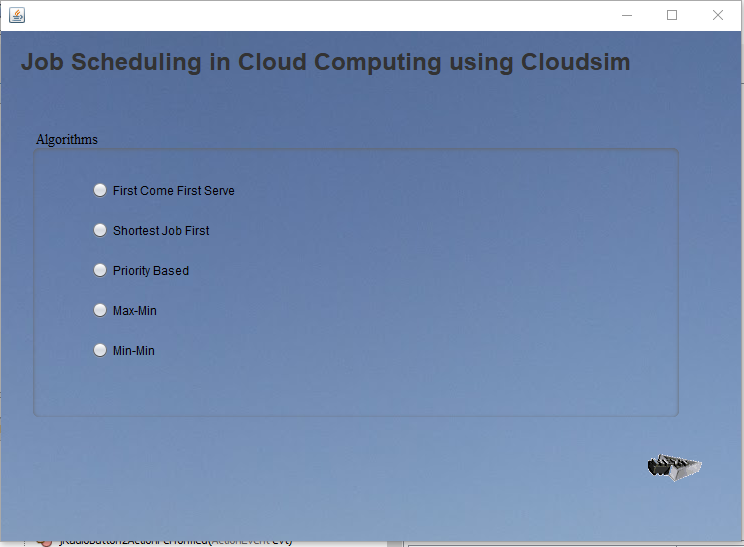 Job Scheduling in Cloud Computing using Cloudsim
Algorithms
First Come First Serve
Shortest Job First
Priority Based
Max-Min
Min-Min
jRadioButton2ActionPerformed(ActionEvent evt)